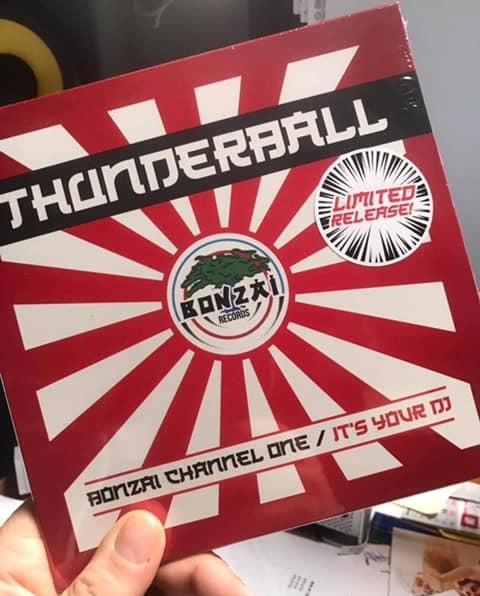 THUNDERBALL
LIMITED
RELEASE!
BONZAI
RECORDS
BONZAI CHANNEL ONE / IT'S YOUR DJ